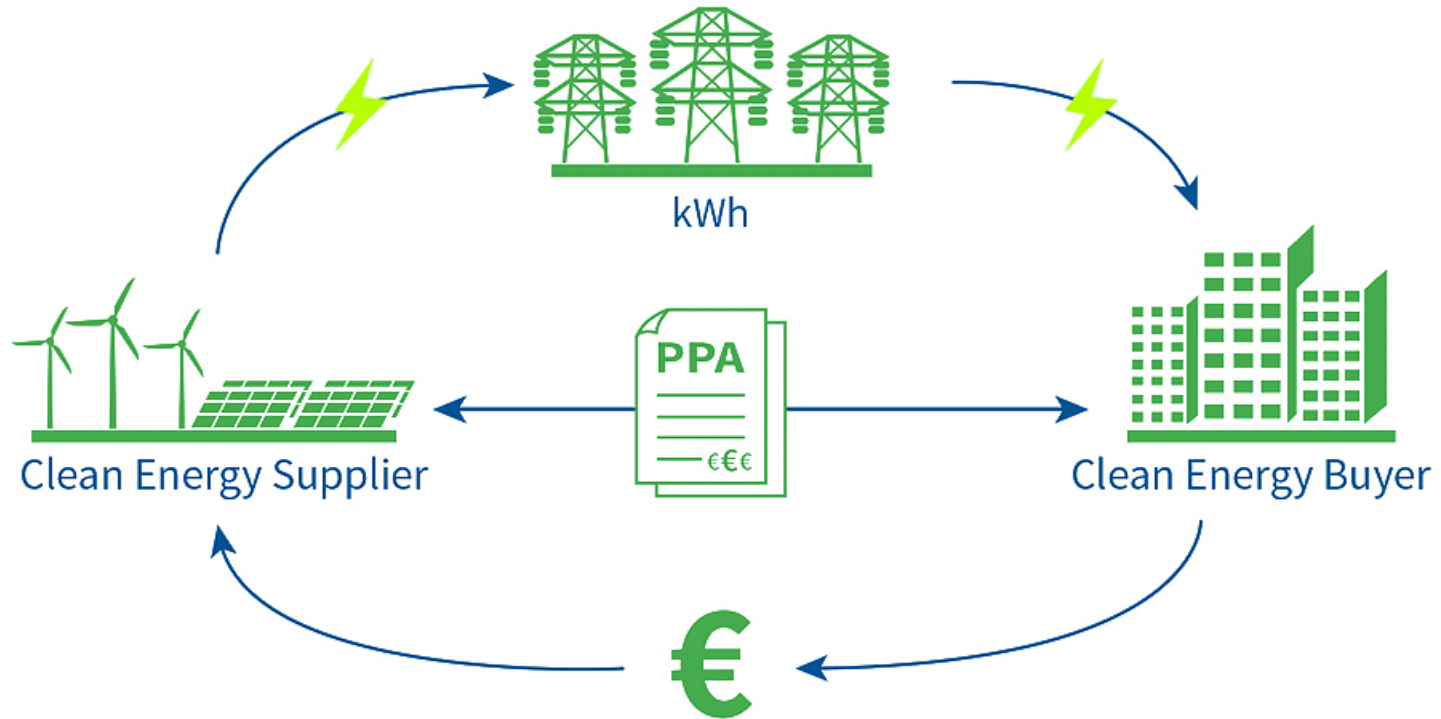 kWh
PPA
€€€
Clean Energy Supplier
Clean Energy Buyer
€